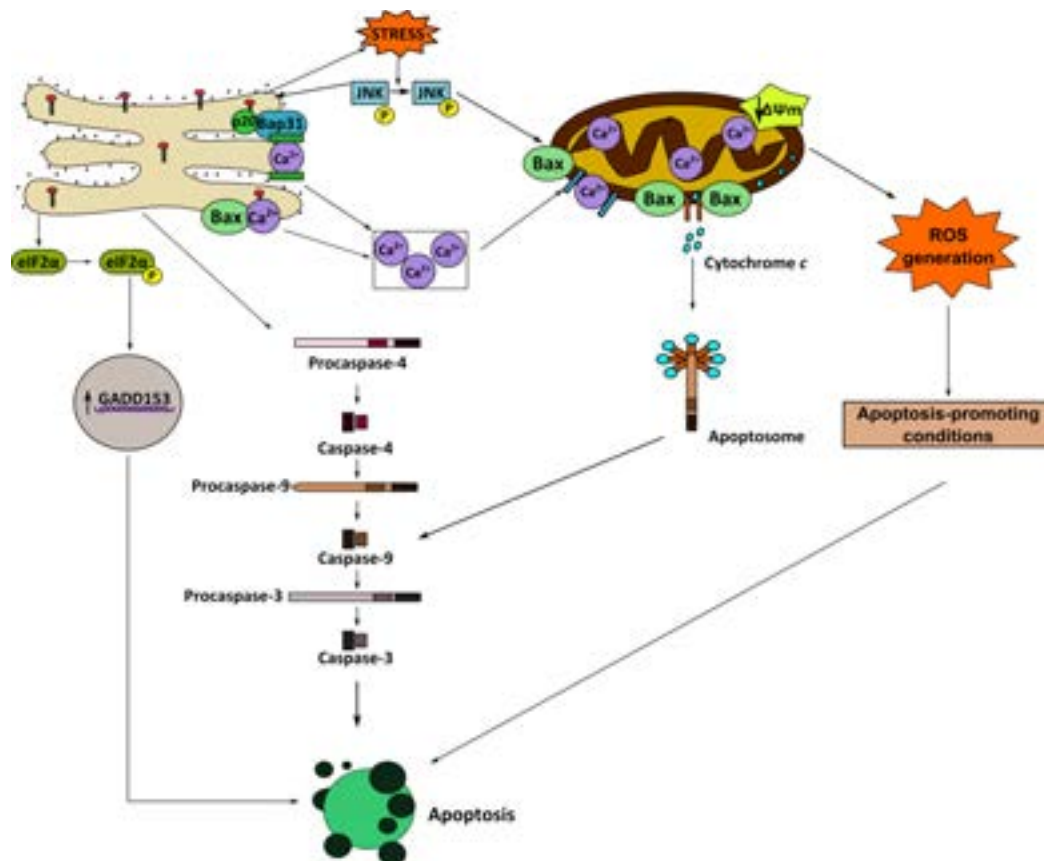 STRESS
JNK
JNK
P
P
ΔΨm
p20
Bap31
Ca²⁺
Ca²⁺
Ca²⁺
Ca²⁺
Bax
Ca²⁺
Bax
Ca²⁺
Bax
Bax
Ca²⁺
Ca²⁺
Ca²⁺
ROS
generation
eIF2α
eIF2α
P
Cytochrome c
GADD153
Procaspase-4
Apoptosis-promoting
conditions
Caspase-4
Apoptosome
Procaspase-9
Caspase-9
Procaspase-3
Caspase-3
Apoptosis